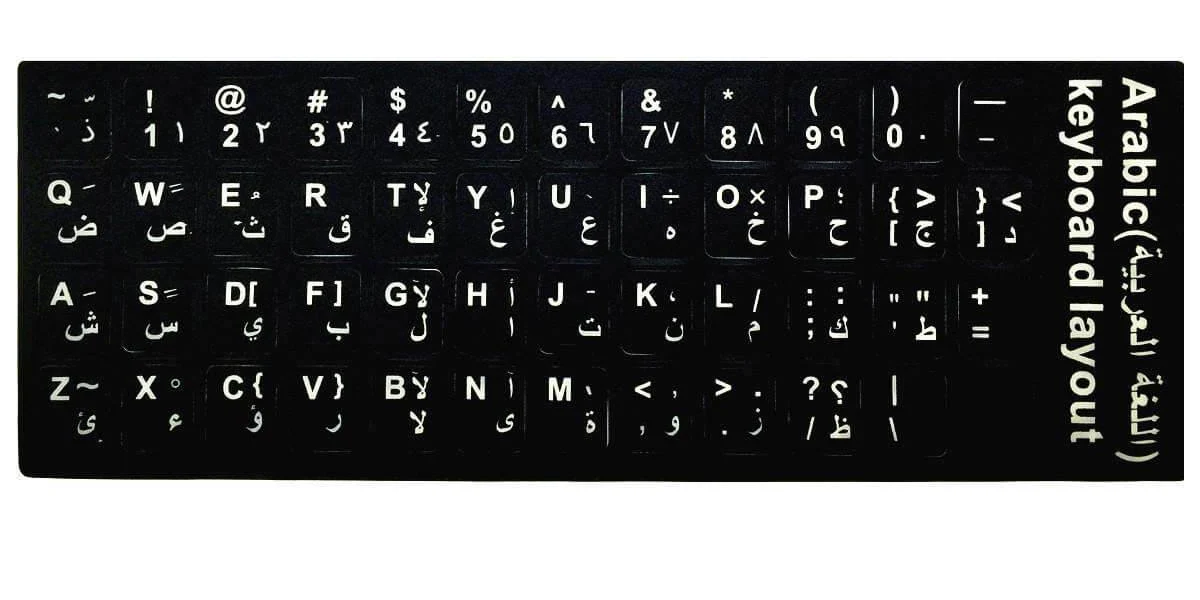 ~ ّ ! @ # $ % ^ & * ( ) —
ذ 1 ١ 2 ٢ 3 ٣ 4 ٤ 5 ٥ 6 ٦ 7 ٧ 8 ٨ 9 ٩ 0 ٠ –
Q W E R T لإ Y إ U I ÷ O × P ؛ { > } <
ض ص ث ق ف غ ع ه خ ح [ ج ] د
A S D [ F ] G لأ H أ J K ، L / : : " " +
ش س ي ب ل ا ت ن م ; ك ' ط =
Z ~ X ° C { V } B لآ N آ M < , > . ? ؟ |
ئ ء ؤ ر لا ى ة , و . ز / ظ \
Arabic(اللغة العربية)
keyboard layout